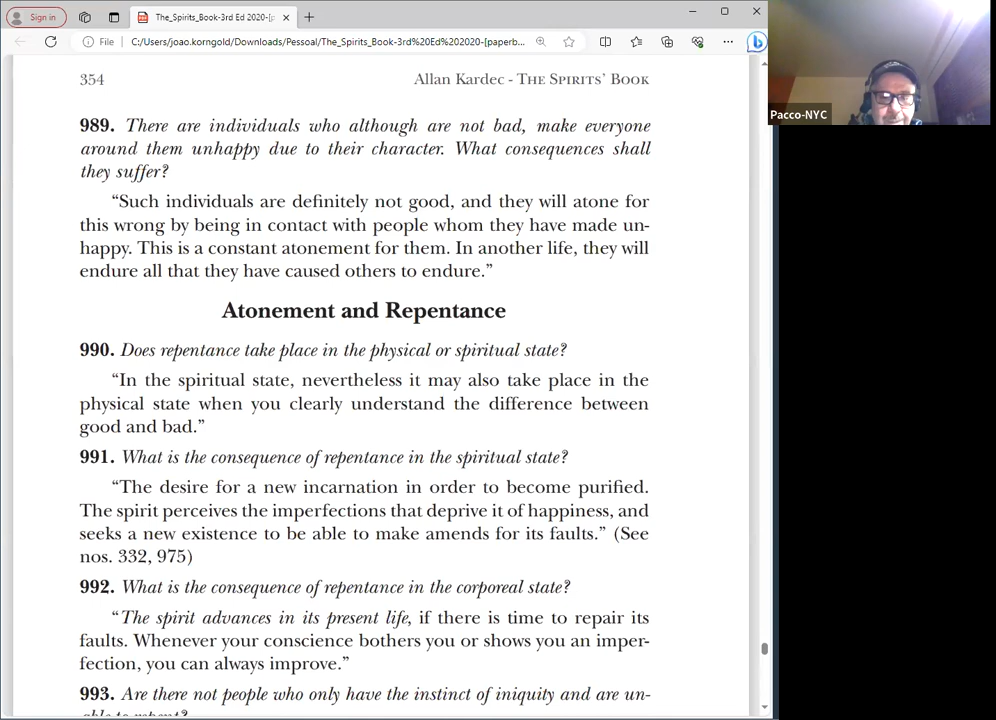 Sign in
The_Spirits_Book-3rd Ed 2020-[p
File
C:/Users/joao.korngold/Downloads/Pessoal/The_Spirits_Book-3rd%20Ed%202020-[paperb...
354
Allan Kardec - THE SPIRITS' BOOK
989. There are individuals who although are not bad, make everyone
around them unhappy due to their character. What consequences shall
they suffer?
“Such individuals are definitely not good, and they will atone for
this wrong by being in contact with people whom they have made un-
happy. This is a constant atonement for them. In another life, they will
endure all that they have caused others to endure.”
Atonement and Repentance
990. Does repentance take place in the physical or spiritual state?
“In the spiritual state, nevertheless it may also take place in the
physical state when you clearly understand the difference between
good and bad.”
991. What is the consequence of repentance in the spiritual state?
“The desire for a new incarnation in order to become purified.
The spirit perceives the imperfections that deprive it of happiness, and
seeks a new existence to be able to make amends for its faults.” (See
nos. 332, 975)
992. What is the consequence of repentance in the corporeal state?
“The spirit advances in its present life, if there is time to repair its
faults. Whenever your conscience bothers you or shows you an imper-
fection, you can always improve.”
993. Are there not people who only have the instinct of iniquity and are un-
able to repent?
Pacco-NYC